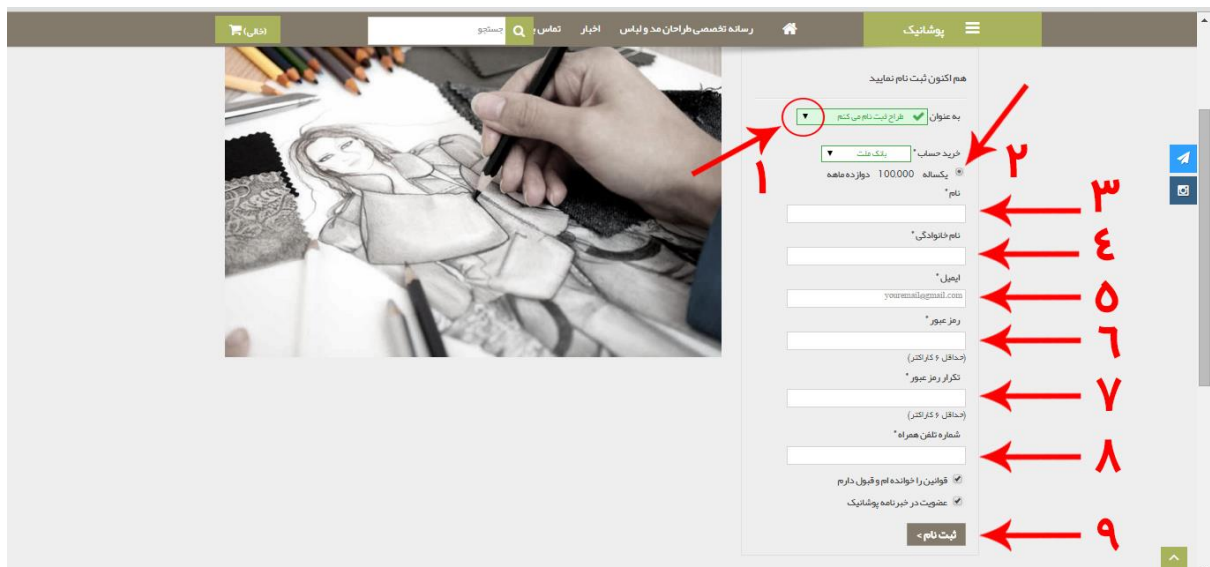 پوشانیک
رسانه تخصصی طراحان مد و لباس
اخبار
تماس ب
جستجو
(خالی)
هم اکنون ثبت نام نمایید
به عنوان طراح ثبت نام می کنم
۱
خرید حساب * بانک ملت
۲
یکساله 100,000 دوازده ماهه
نام *
۳
نام خانوادگی *
٤
ایمیل *
youremail@gmail.com
۵
رمز عبور *
٦
(حداقل ۶ کاراکتر)
تکرار رمز عبور *
۷
(حداقل ۶ کاراکتر)
شماره تلفن همراه *
۸
قوانین را خوانده ام و قبول دارم
عضویت در خبرنامه پوشانیک
ثبت نام >
۹